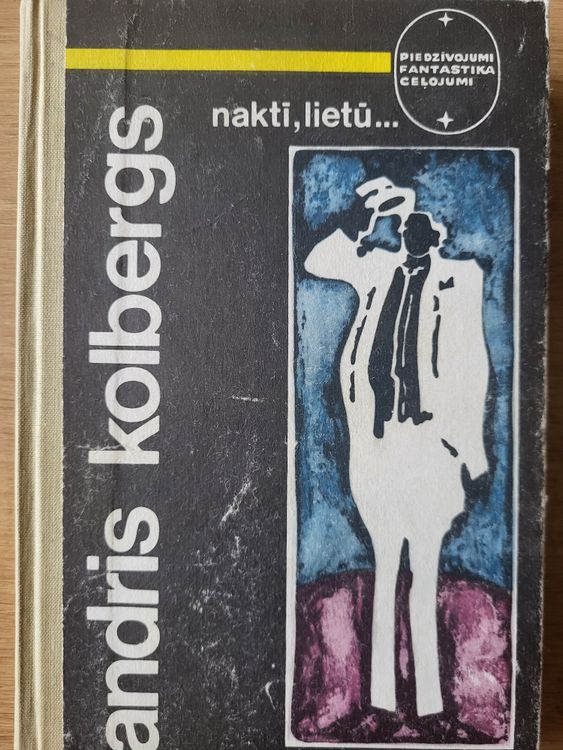 PIEDZĪVOJUMI
FANTASTIKA
CEĻOJUMI
naktī, lietū...
andris kolbergs